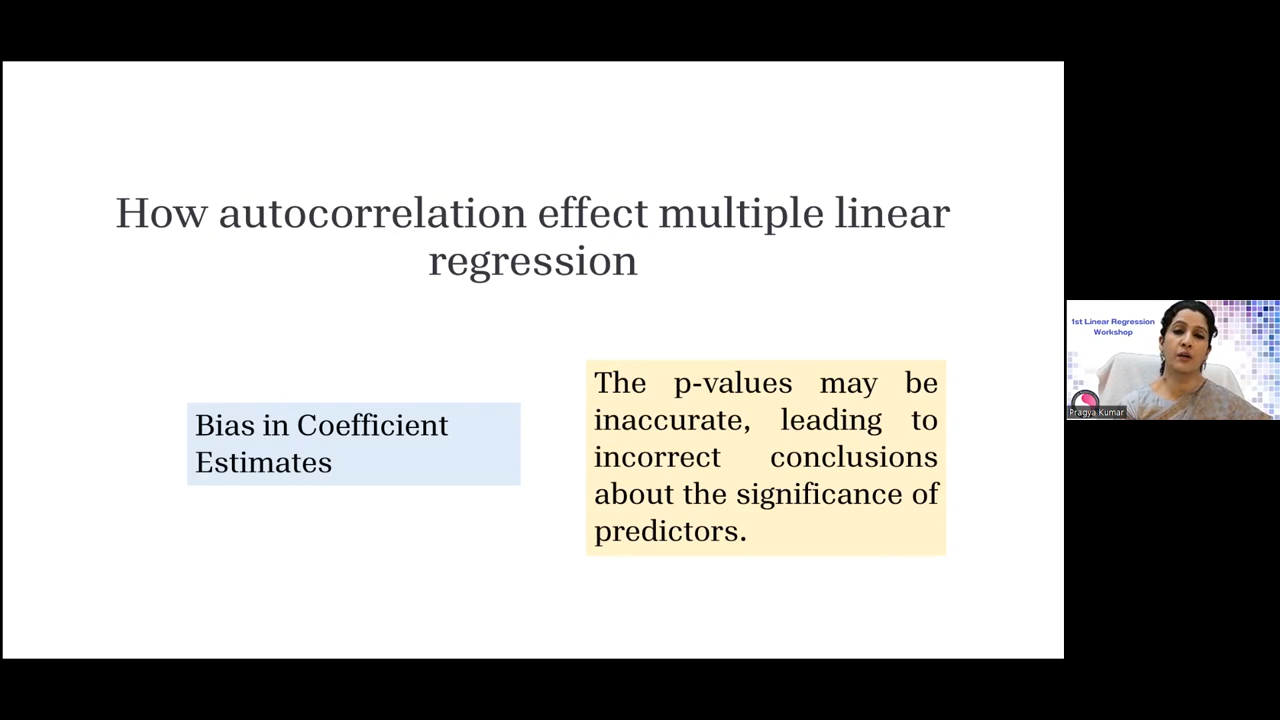 How autocorrelation effect multiple linear
regression
Bias in Coefficient
Estimates
The p-values may be
inaccurate, leading to
incorrect conclusions
about the significance of
predictors.
1st Linear Regression
Workshop
Pragya Kumar